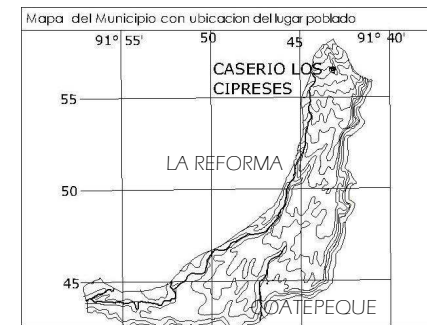 Mapa del Municipio con ubicacion del lugar poblado
91° 55'
50
45
91° 40'
CASERIO LOS
CIPRESES
55
LA REFORMA
50
45
COATEPEQUE